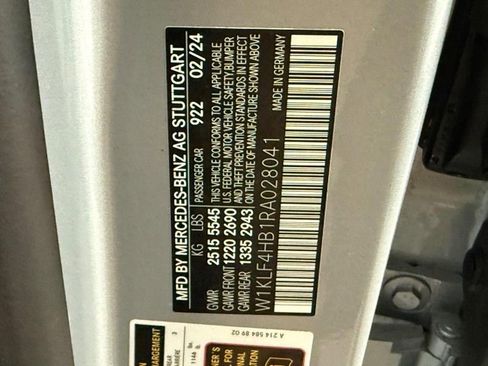 MFD BY MERCEDES-BENZ AG STUTTGART
PASSENGER CAR 922 02/24
KG LBS
GVWR 2515 5545
GAWR FRONT 1220 2690
GAWR REAR 1335 2943
THIS VEHICLE CONFORMS TO ALL APPLICABLE
U.S. FEDERAL MOTOR VEHICLE SAFETY, BUMPER
AND THEFT PREVENTION STANDARDS IN EFFECT
ON THE DATE OF MANUFACTURE SHOWN ABOVE
W1KLF4HB1RA028041
MADE IN GERMANY
A 214 584 89 02